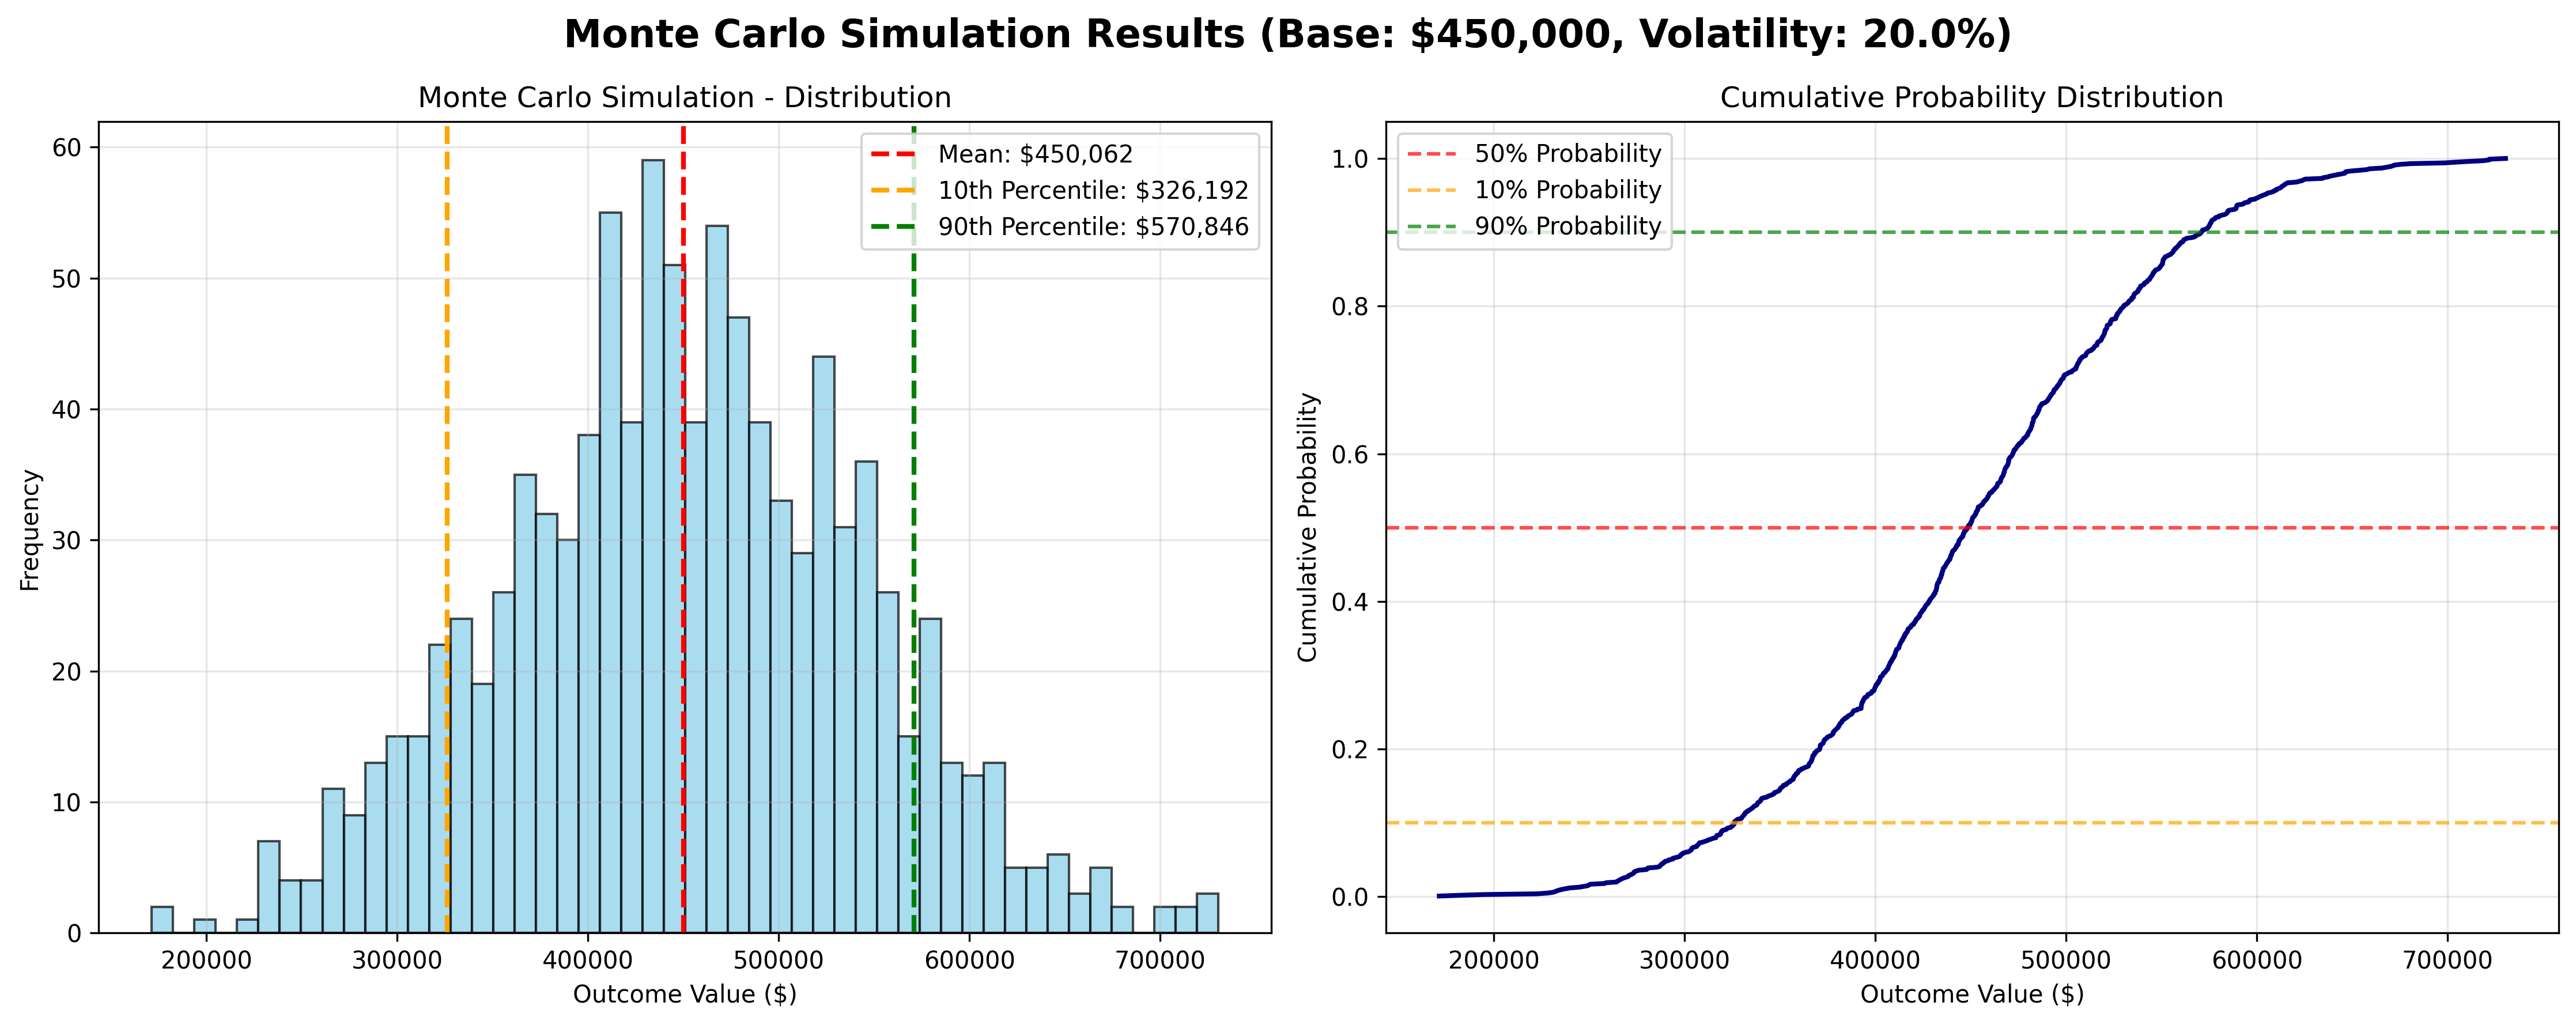 Monte Carlo Simulation Results (Base: $450,000, Volatility: 20.0%)
Monte Carlo Simulation - Distribution
Mean: $450,062
10th Percentile: $326,192
90th Percentile: $570,846
60
50
40
30
20
10
0
Frequency
200000 300000 400000 500000 600000 700000
Outcome Value ($)
Cumulative Probability Distribution
50% Probability
10% Probability
90% Probability
1.0
0.8
0.6
0.4
0.2
0.0
Cumulative Probability
200000 300000 400000 500000 600000 700000
Outcome Value ($)